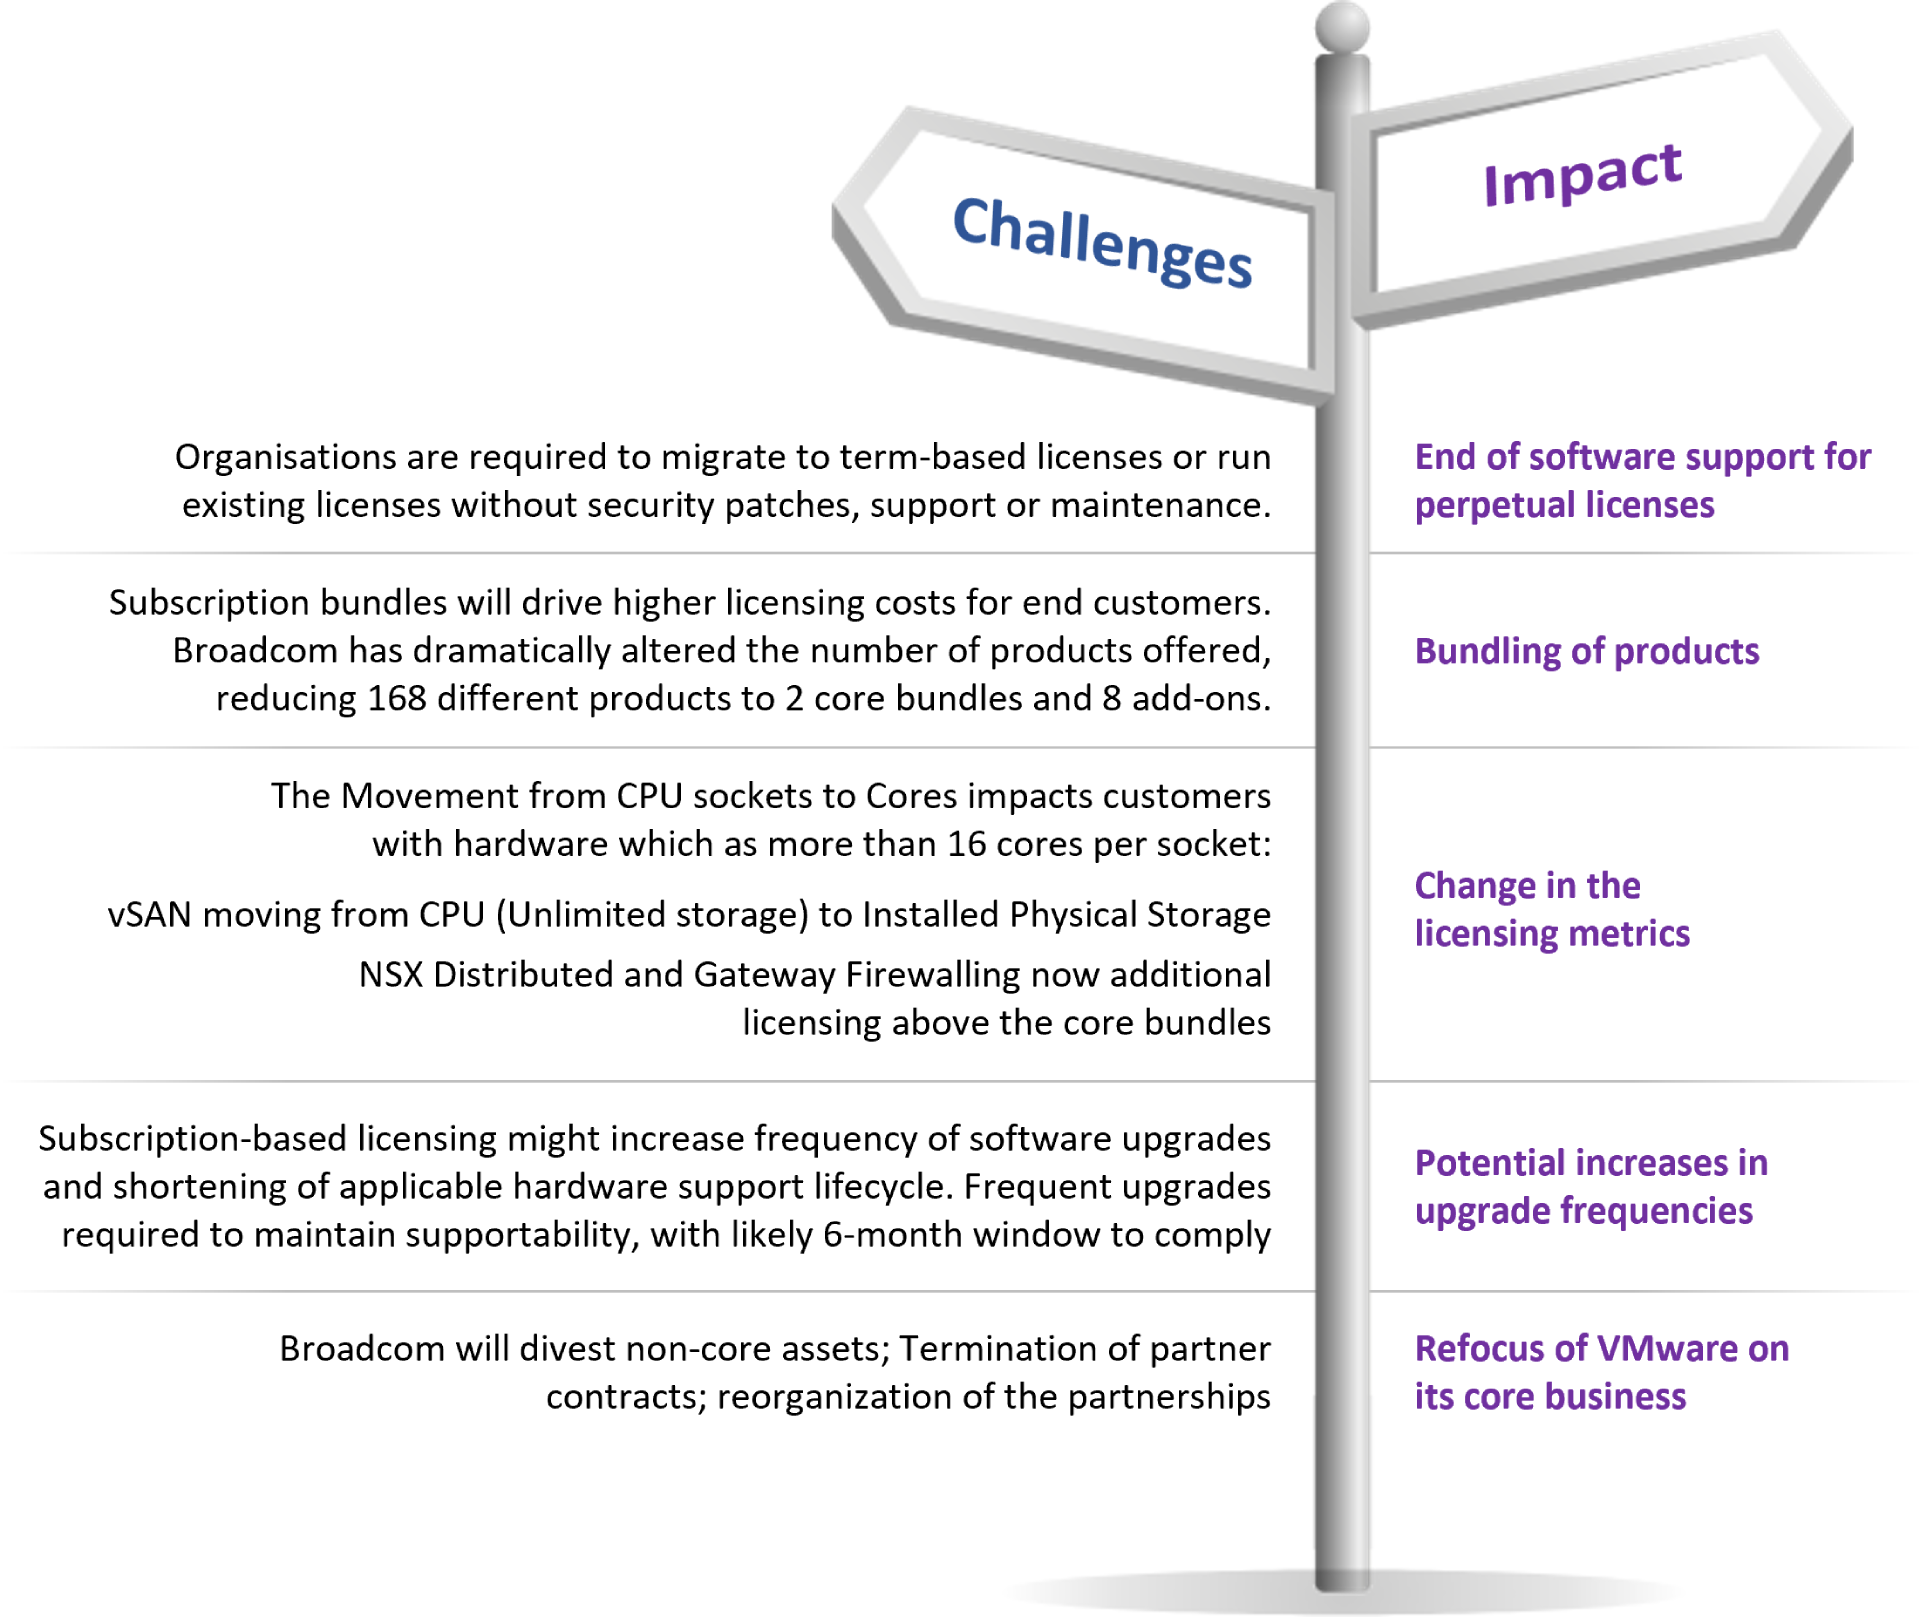 Challenges
Impact
Organisations are required to migrate to term-based licenses or run
existing licenses without security patches, support or maintenance.
End of software support for
perpetual licenses
Subscription bundles will drive higher licensing costs for end customers.
Broadcom has dramatically altered the number of products offered,
reducing 168 different products to 2 core bundles and 8 add-ons.
Bundling of products
The Movement from CPU sockets to Cores impacts customers
with hardware which as more than 16 cores per socket:
vSAN moving from CPU (Unlimited storage) to Installed Physical Storage
NSX Distributed and Gateway Firewalling now additional
licensing above the core bundles
Change in the
licensing metrics
Subscription-based licensing might increase frequency of software upgrades
and shortening of applicable hardware support lifecycle. Frequent upgrades
required to maintain supportability, with likely 6-month window to comply
Potential increases in
upgrade frequencies
Broadcom will divest non-core assets; Termination of partner
contracts; reorganization of the partnerships
Refocus of VMware on
its core business